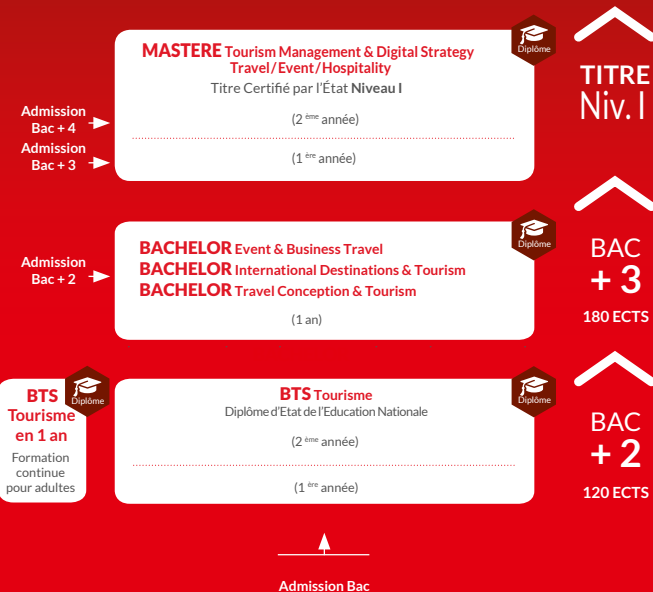 Diplôme
MASTERE Tourism Management & Digital Strategy
Travel/Event/Hospitality
Titre Certifié par l’État Niveau I
(2 ème année)
(1 ère année)
Admission
Bac + 4
Admission
Bac + 3
TITRE
Niv. I
Diplôme
BACHELOR Event & Business Travel
BACHELOR International Destinations & Tourism
BACHELOR Travel Conception & Tourism
(1 an)
Admission
Bac + 2
BAC
+ 3
180 ECTS
Diplôme
BTS
Tourisme
en 1 an
Formation
continue
pour adultes
Diplôme
BTS Tourisme
Diplôme d’Etat de l’Education Nationale
(2 ème année)
(1 ère année)
BAC
+ 2
120 ECTS
Admission Bac